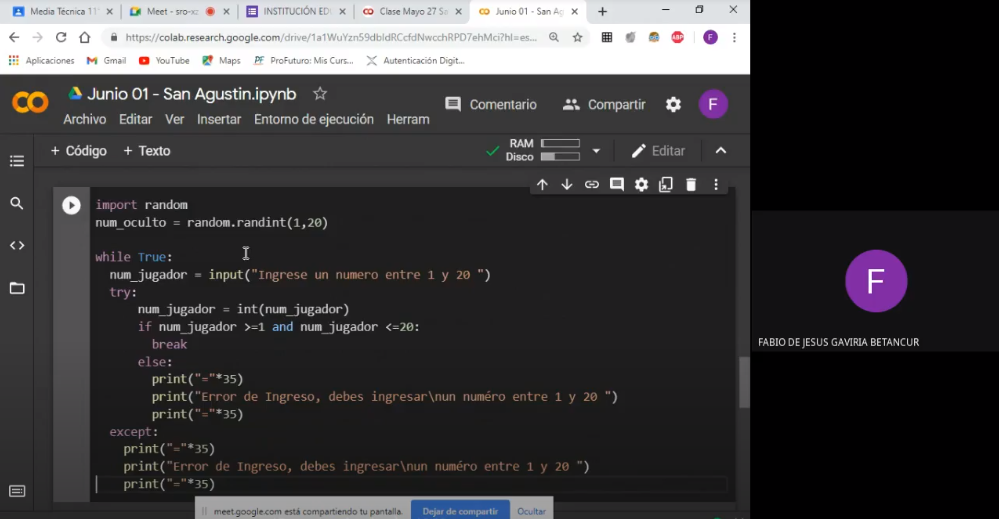 Media Técnica 11°
Meet - sro-xz
INSTITUCIÓN EDU
Clase Mayo 27 Sa
Junio 01 - San Ag
https://colab.research.google.com/drive/1a1WuYzn59dbldRCcfdNwcchRPD7ehMci?hl=es...
ABP
F
Aplicaciones
Gmail
YouTube
Maps
ProFuturo: Mis Curs...
Autenticación Digit...
Junio 01 - San Agustin.ipynb
Comentario
Compartir
F
Archivo Editar Ver Insertar Entorno de ejecución Herram
+ Código + Texto
RAM
Disco
Editar
import random
num_oculto = random.randint(1,20)
while True:
num_jugador = input("Ingrese un numero entre 1 y 20 ")
try:
num_jugador = int(num_jugador)
if num_jugador >=1 and num_jugador <=20:
break
else:
print("="*35)
print("Error de Ingreso, debes ingresar\nun numéro entre 1 y 20 ")
print("="*35)
except:
print("="*35)
print("Error de Ingreso, debes ingresar\nun numéro entre 1 y 20 ")
print("="*35)
meet.google.com está compartiendo tu pantalla.
Dejar de compartir
Ocultar
F
FABIO DE JESUS GAVIRIA BETANCUR